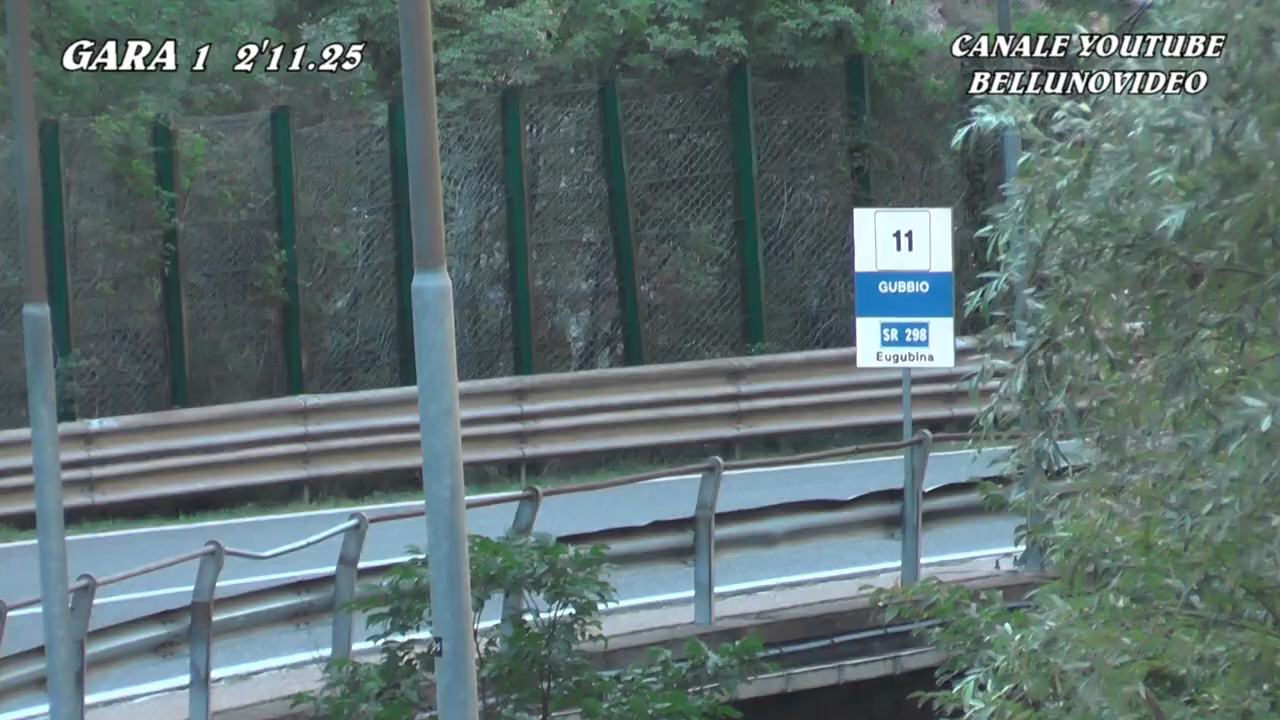 GARA 1 2'11.25
CANALE YOUTUBE
BELLUNOVIDEO
11
GUBBIO
SR 298
Eugubina